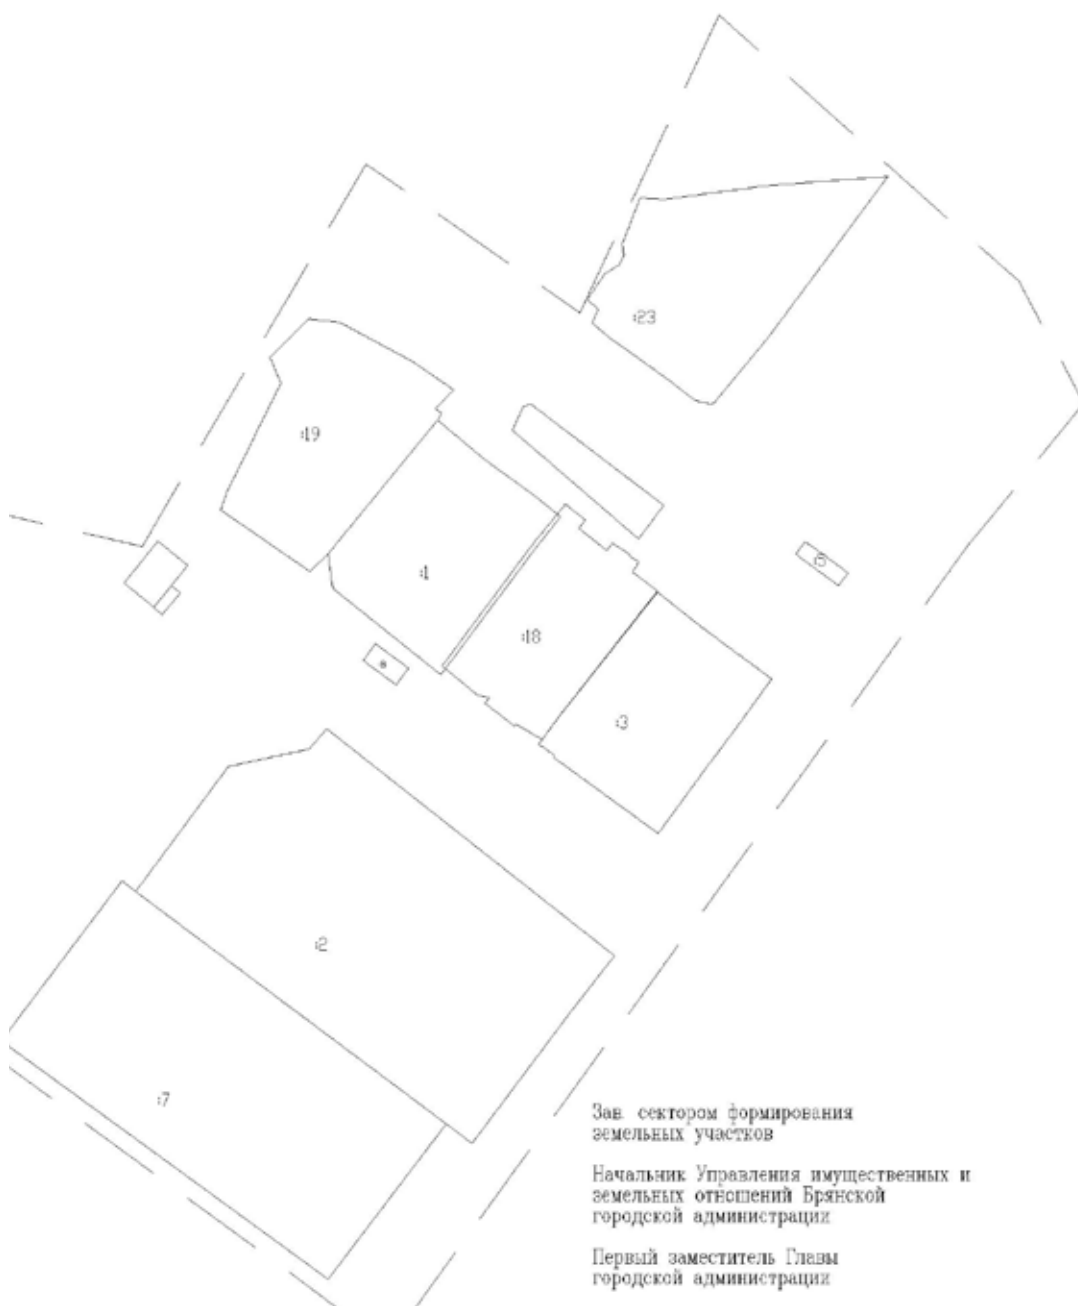 :23
:19
:5
:1
:18
:3
:2
:7
Зав. сектором формирования
земельных участков
Начальник Управления имущественных и
земельных отношений Брянской
городской администрации
Первый заместитель Главы
городской администрации